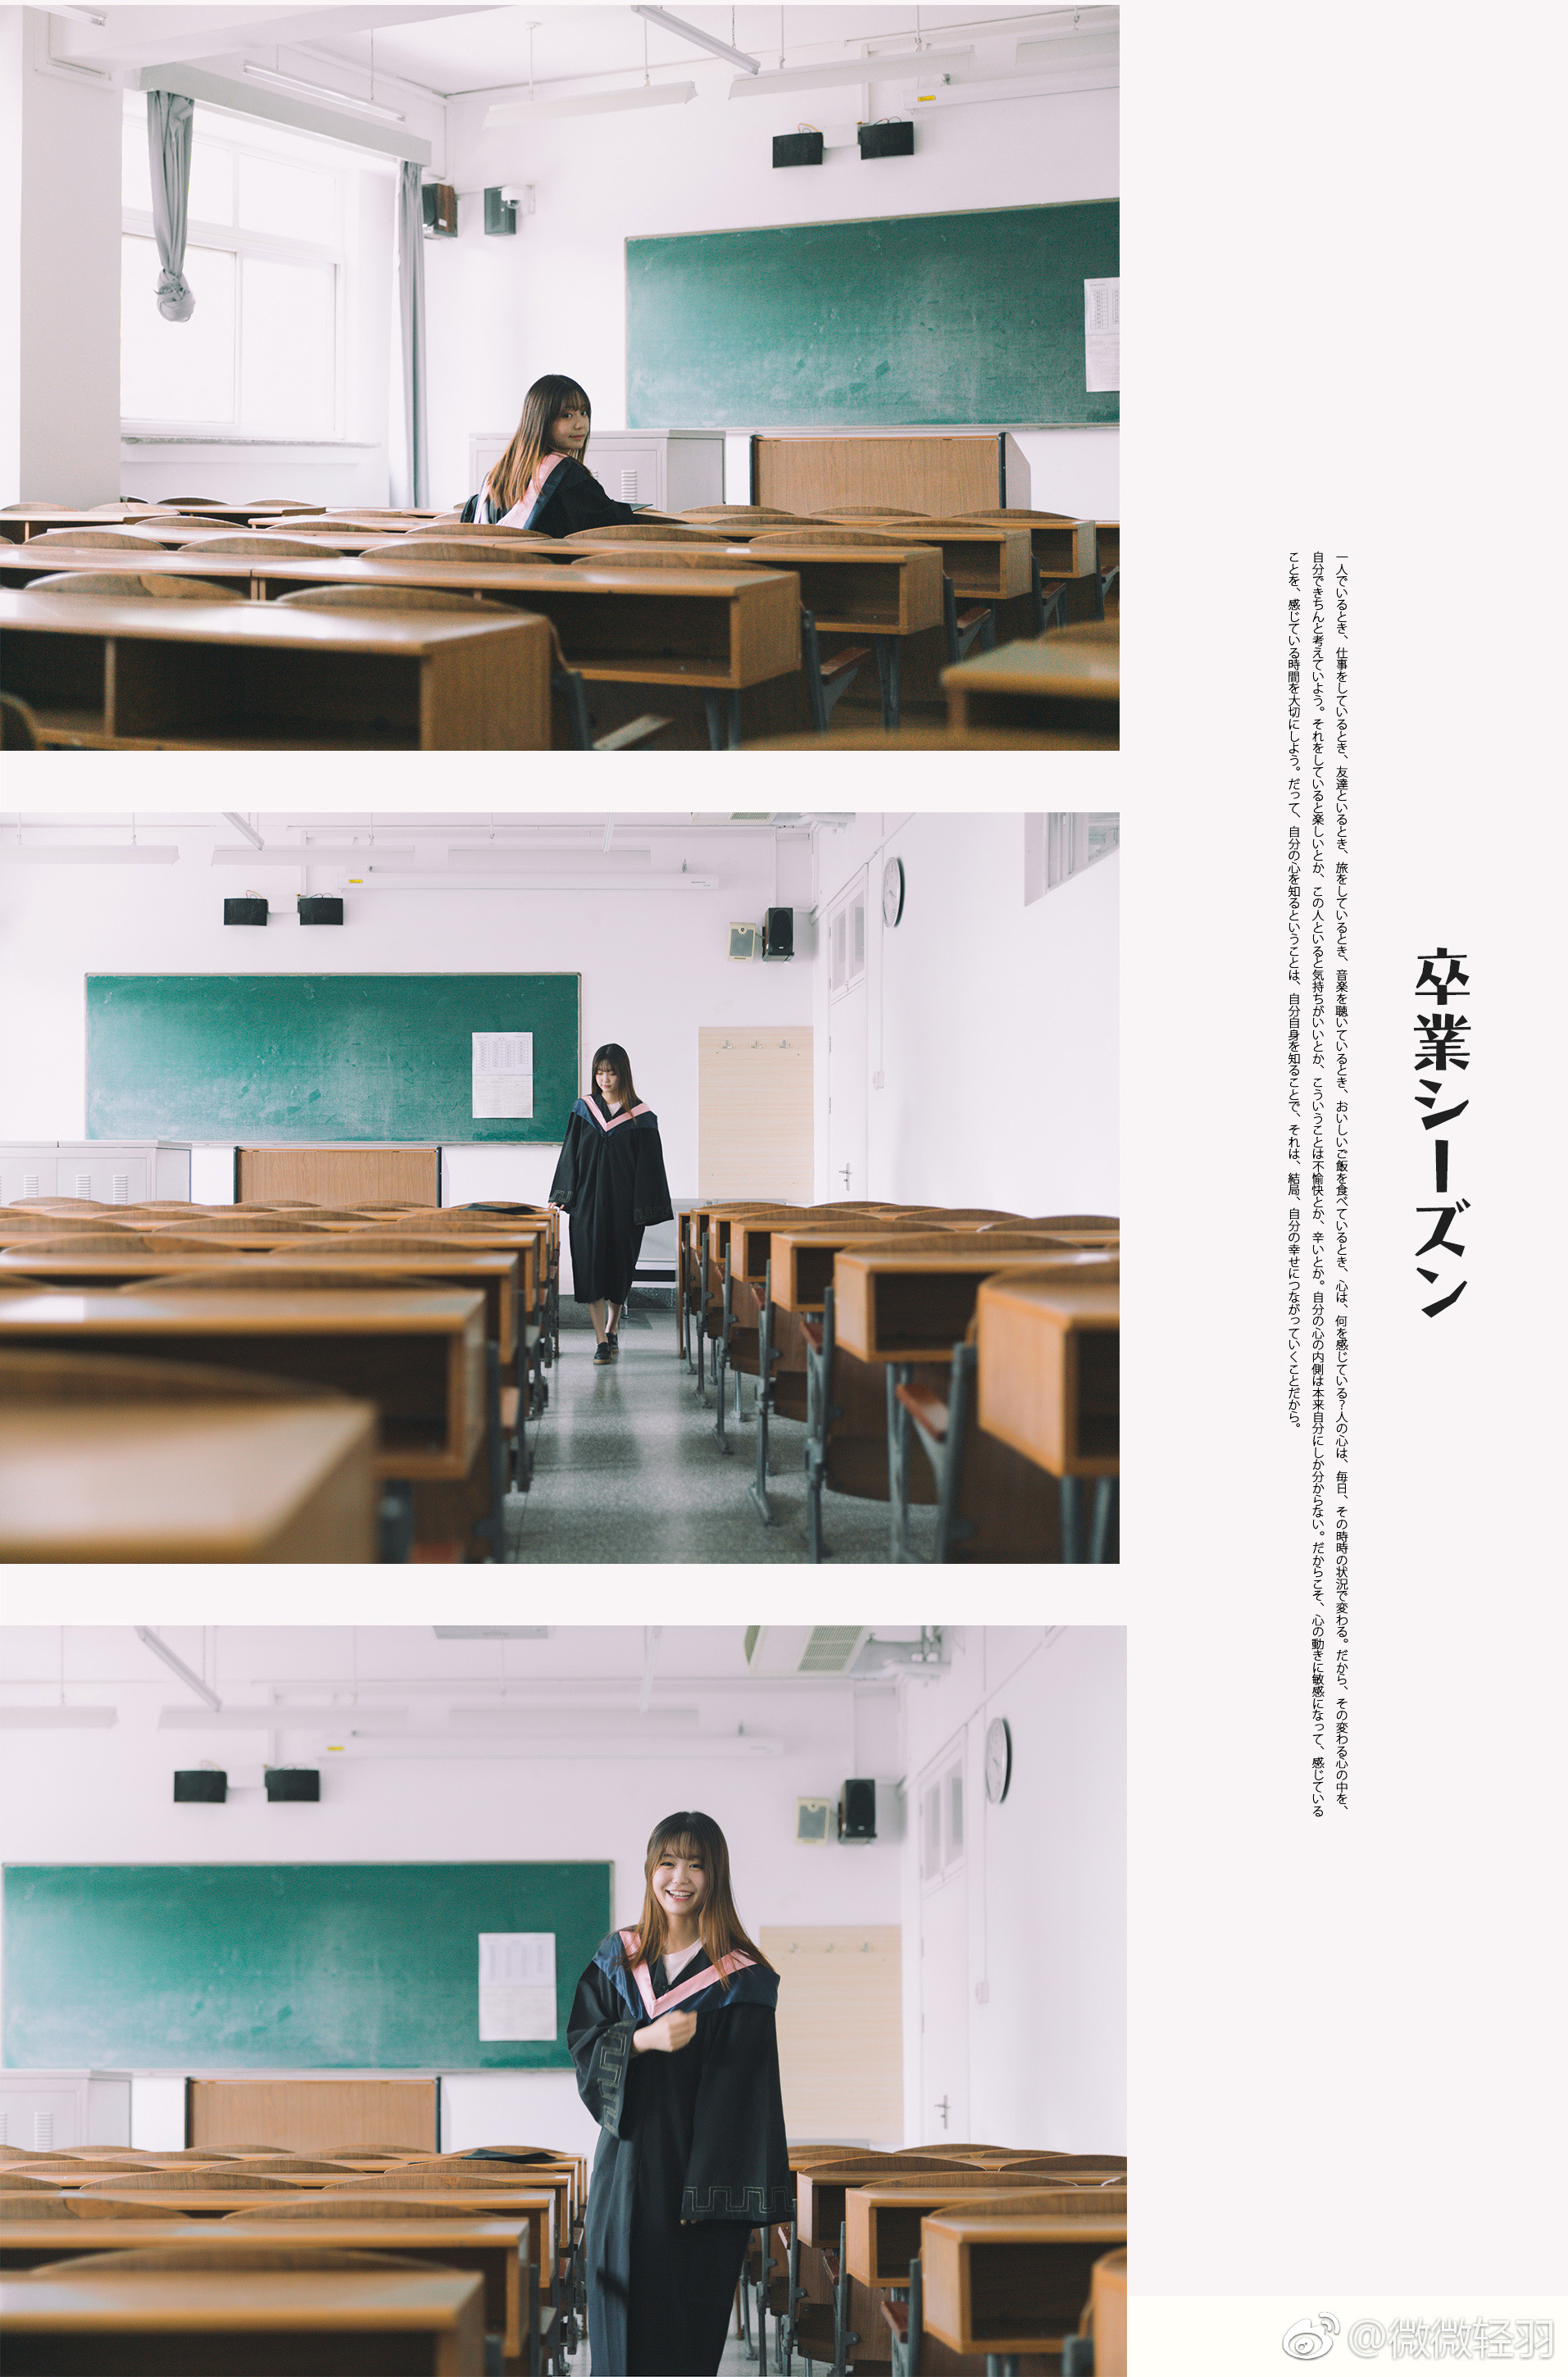 卒業シーズン
一人でいるとき、仕事をしているとき、友達といるとき、旅をしているとき、音楽を聴いているとき、おいしいご飯を食べているとき、心は、何を感じている？人の心は、毎日、その時時の状況で変わる。だから、その変わる心の中を、
自分できちんと考えていよう。それをしていると楽しいとか、この人といると気持ちがいいとか、こういうことは不愉快とか、辛いとか。自分の心の内側は本来自分にしか分からない。だからこそ、心の動きに敏感になって、感じている
ことを、感じている時間を大切にしよう。だって、自分の心を知るということは、自分自身を知ることで、それは、結局、自分の幸せにつながっていくことだから。
@微微轻羽